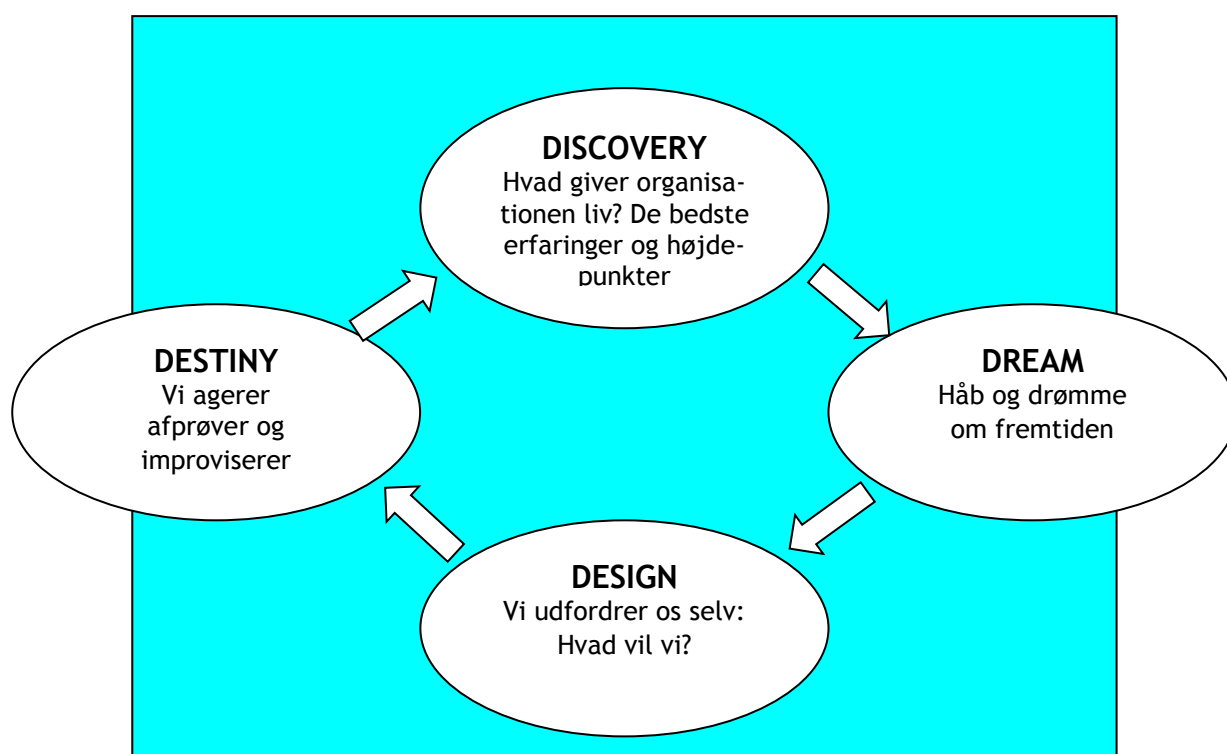 DISCOVERY
Hvad giver organisa-
tionen liv? De bedste
erfaringer og højde-
punkter
DREAM
Håb og drømme
om fremtiden
DESIGN
Vi udfordrer os selv:
Hvad vil vi?
DESTINY
Vi agerer
afprøver og
improviserer